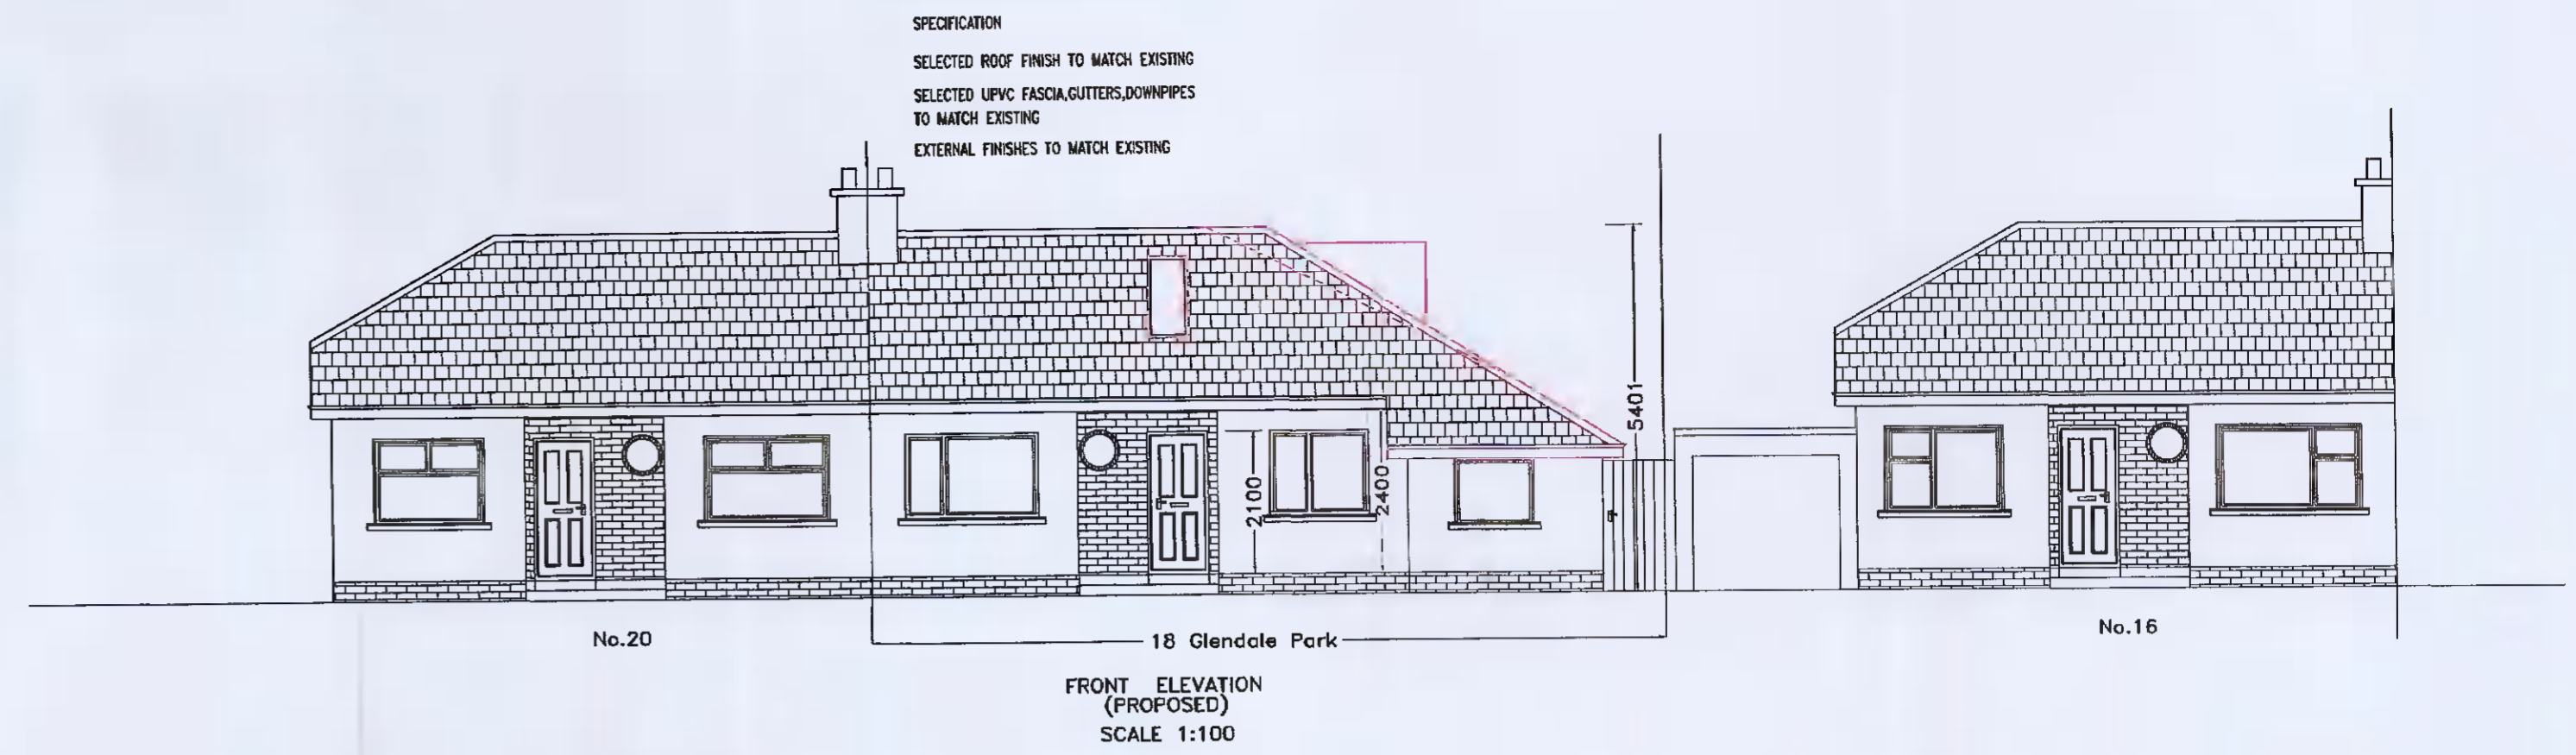 SPECIFICATION
SELECTED ROOF FINISH TO MATCH EXISTING
SELECTED UPVC FASCIA,GUTTERS,DOWNPIPES
TO MATCH EXISTING
EXTERNAL FINISHES TO MATCH EXISTING
5401
2100
2400
No.20
18 Glendale Park
No.16
FRONT ELEVATION
(PROPOSED)
SCALE 1:100